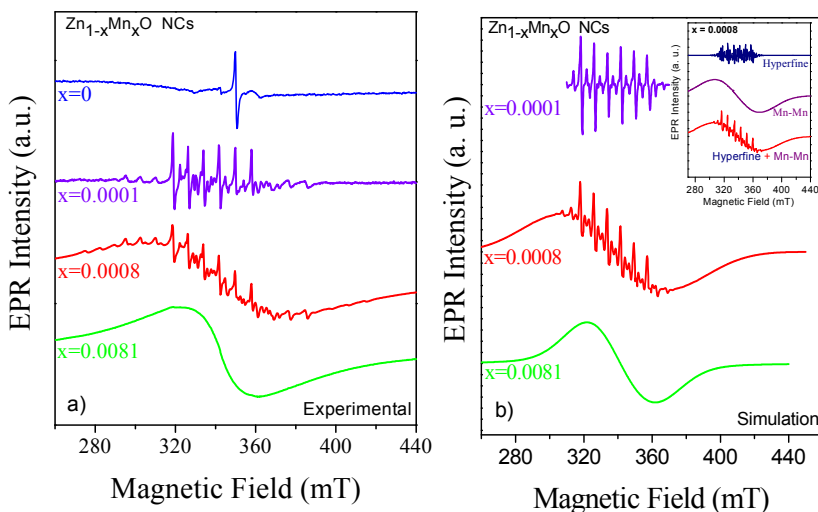 Zn1-xMnxO NCs
x=0
x=0.0001
x=0.0008
x=0.0081
a)
Experimental
EPR Intensity (a.u.)
280
320
360
400
440
Magnetic Field (mT)
Zn1-xMnxO NCs
x=0.0001
x=0.0008
x=0.0081
b)
Simulation
EPR Intensity (a. u.)
280
320
360
400
440
Magnetic Field (mT)
x = 0.0008
Hyperfine
Mn-Mn
Hyperfine + Mn-Mn
EPR Intensity (a. u.)
280
320
360
400
440
Magnetic Field (mT)